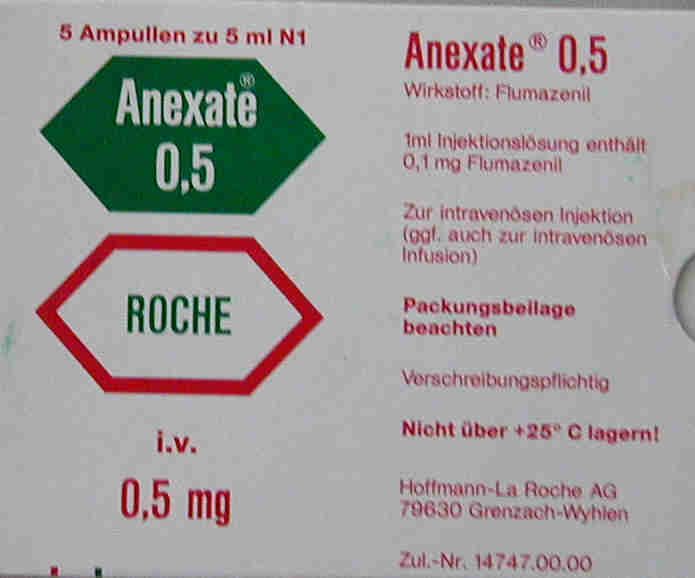 5 Ampullen zu 5 ml N1
Anexate®
0,5
ROCHE
i.v.
0,5 mg
Anexate® 0,5
Wirkstoff: Flumazenil
1ml Injektionslösung enthält
0,1 mg Flumazenil
Zur intravenösen Injektion
(ggf. auch zur intravenösen
Infusion)
Packungsbeilage
beachten
Verschreibungspflichtig
Nicht über +25° C lagern!
Hoffmann-La Roche AG
79630 Grenzach-Wyhlen
Zul.-Nr. 14747.00.00